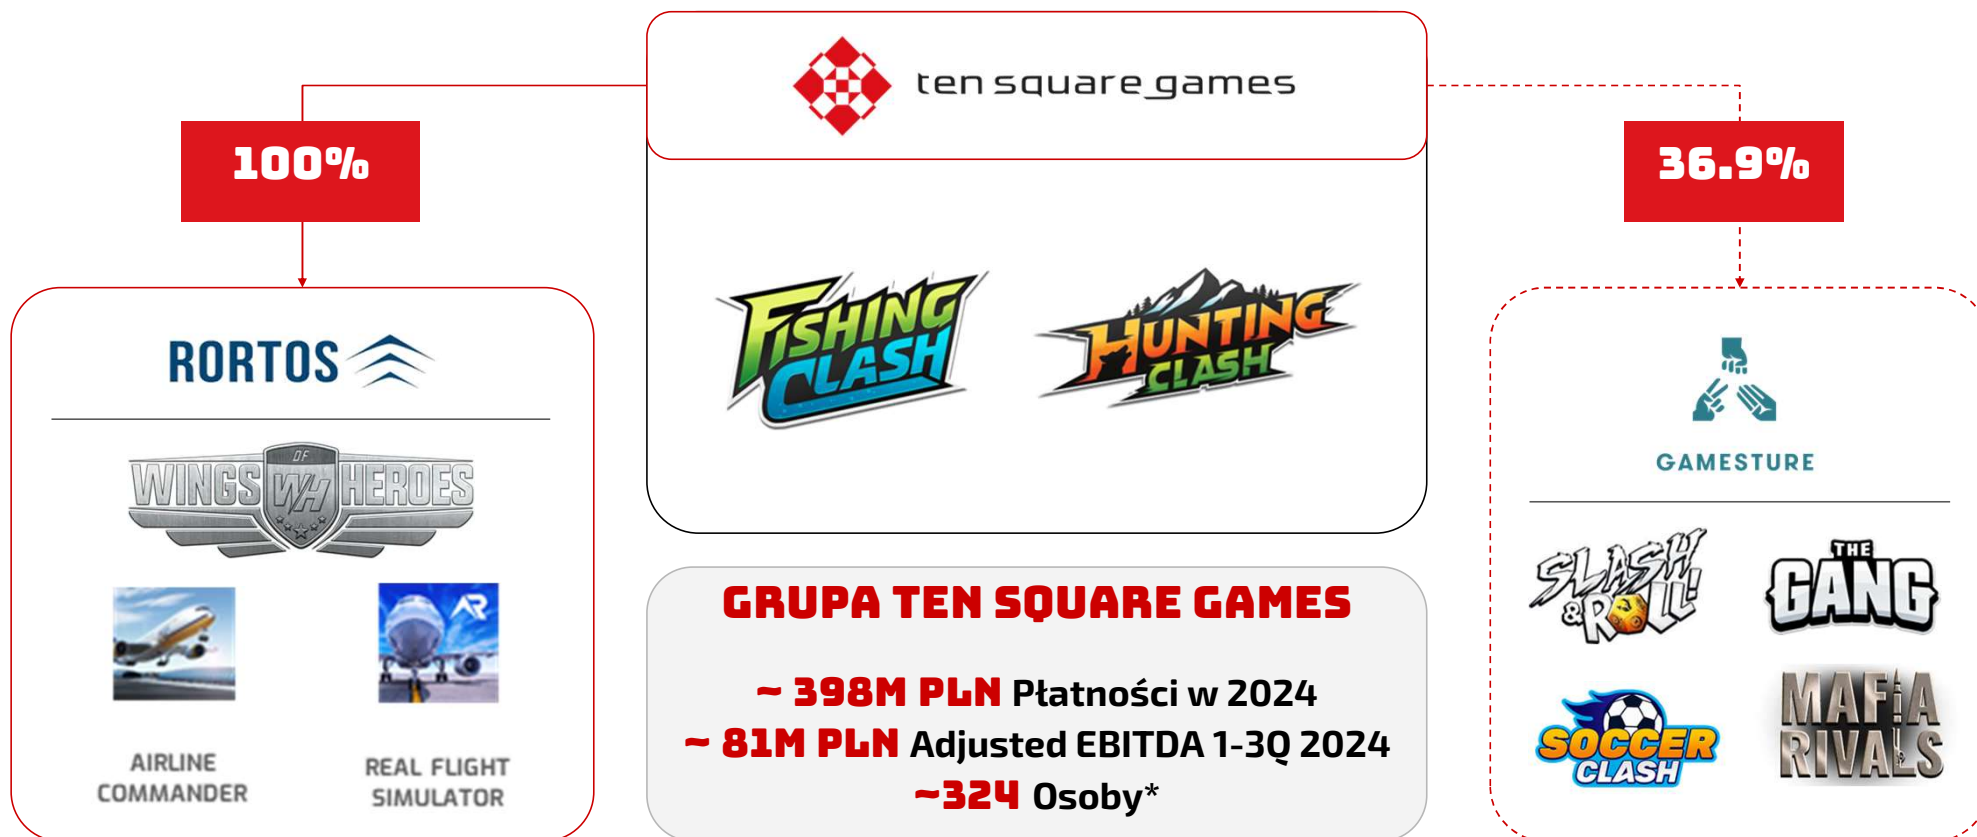 ten square games
100%
36.9%
RORTOS
WINGS OF HEROES
WH
AIRLINE
COMMANDER
AR
REAL FLIGHT
SIMULATOR
FISHING
CLASH
HUNTING
CLASH
GRUPA TEN SQUARE GAMES
~ 398M PLN Płatności w 2024
~ 81M PLN Adjusted EBITDA 1-3Q 2024
~324 Osoby*
GAMESTURE
SLASH
&ROLL!
THE
GANG
SOCCER
CLASH
MAFIA
RIVALS